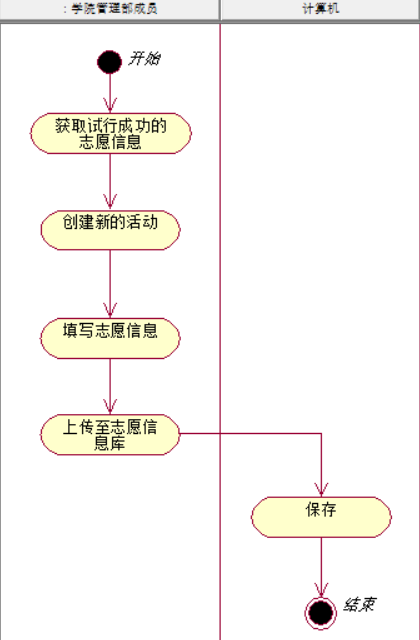 ：学院管理部成员
计算机
开始
获取试行成功的
志愿信息
创建新的活动
填写志愿信息
上传至志愿信
息库
保存
结束